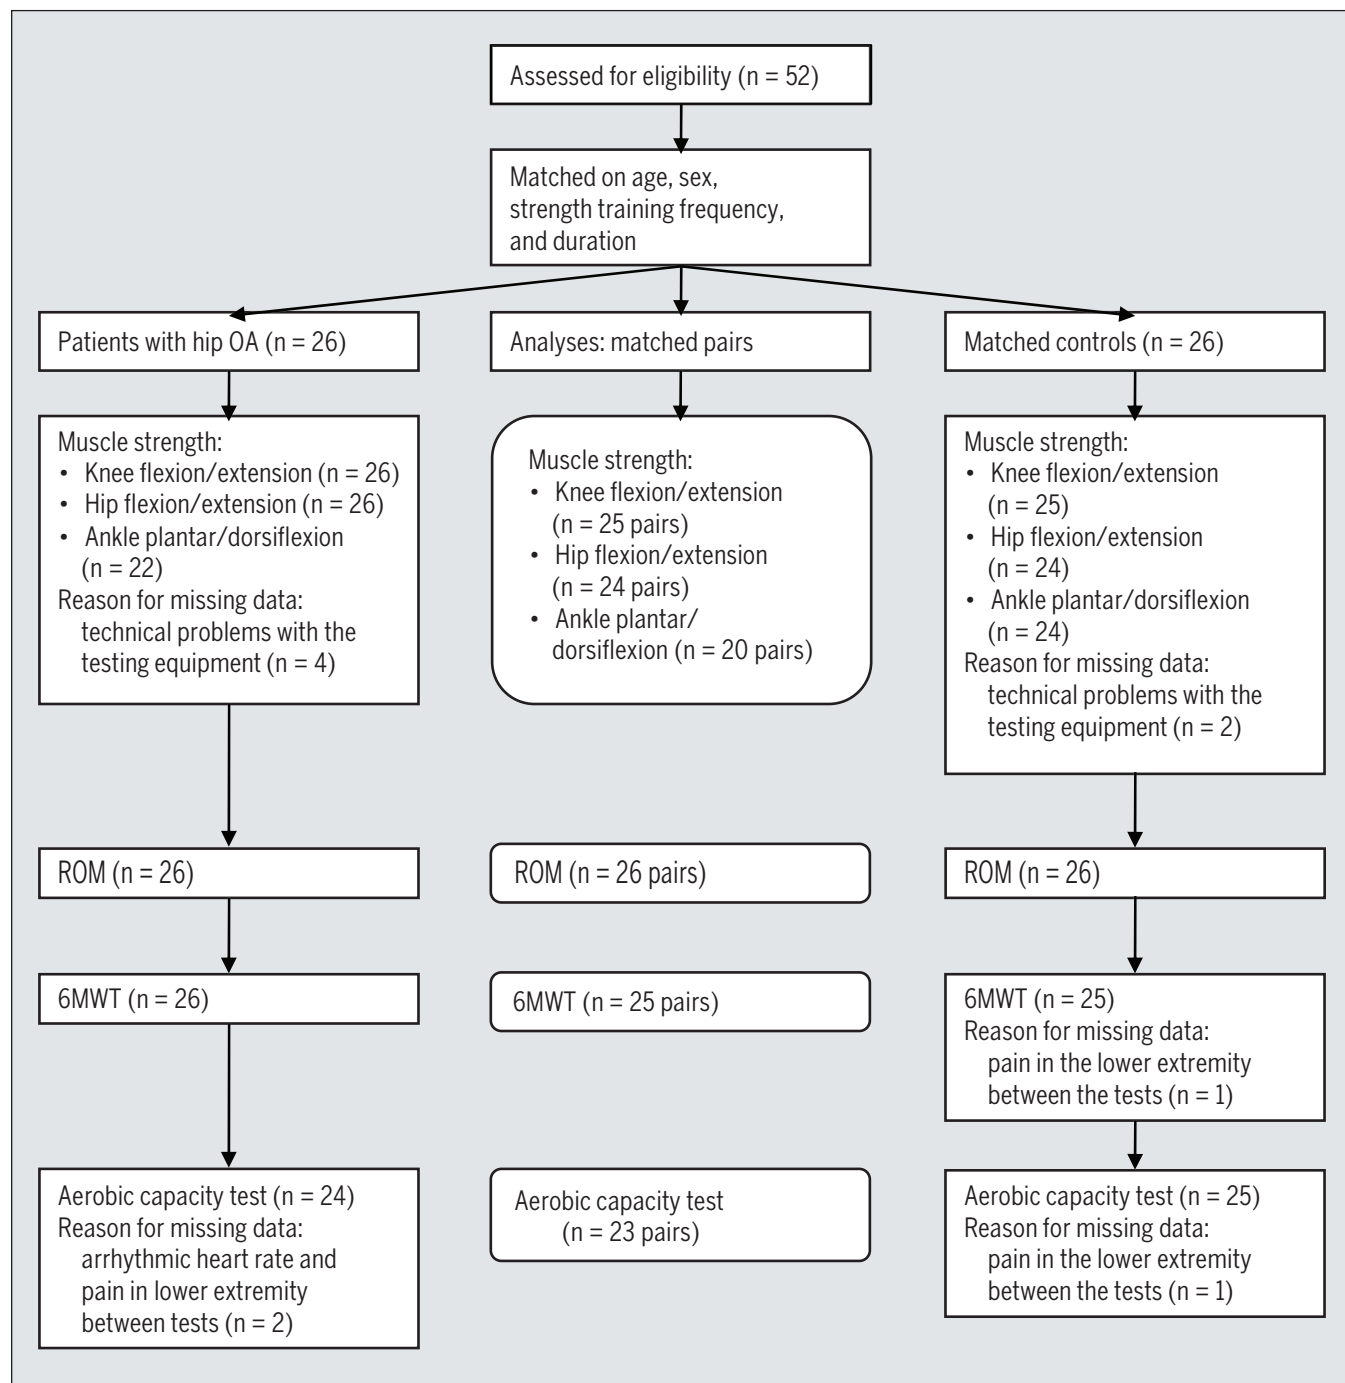 Assessed for eligibility (n = 52)
Matched on age, sex,
strength training frequency,
and duration
Patients with hip OA (n = 26)
Analyses: matched pairs
Matched controls (n = 26)
Muscle strength:
• Knee flexion/extension (n = 26)
• Hip flexion/extension (n = 26)
• Ankle plantar/dorsiflexion
(n = 22)
Reason for missing data:
technical problems with the
testing equipment (n = 4)
Muscle strength:
• Knee flexion/extension
(n = 25 pairs)
• Hip flexion/extension
(n = 24 pairs)
• Ankle plantar/
dorsiflexion (n = 20 pairs)
Muscle strength:
• Knee flexion/extension
(n = 25)
• Hip flexion/extension
(n = 24)
• Ankle plantar/dorsiflexion
(n = 24)
Reason for missing data:
technical problems with the
testing equipment (n = 2)
ROM (n = 26)
ROM (n = 26 pairs)
ROM (n = 26)
6MWT (n = 26)
6MWT (n = 25 pairs)
6MWT (n = 25)
Reason for missing data:
pain in the lower extremity
between the tests (n = 1)
Aerobic capacity test (n = 24)
Reason for missing data:
arrhythmic heart rate and
pain in lower extremity
between tests (n = 2)
Aerobic capacity test
(n = 23 pairs)
Aerobic capacity test (n = 25)
Reason for missing data:
pain in the lower extremity
between the tests (n = 1)